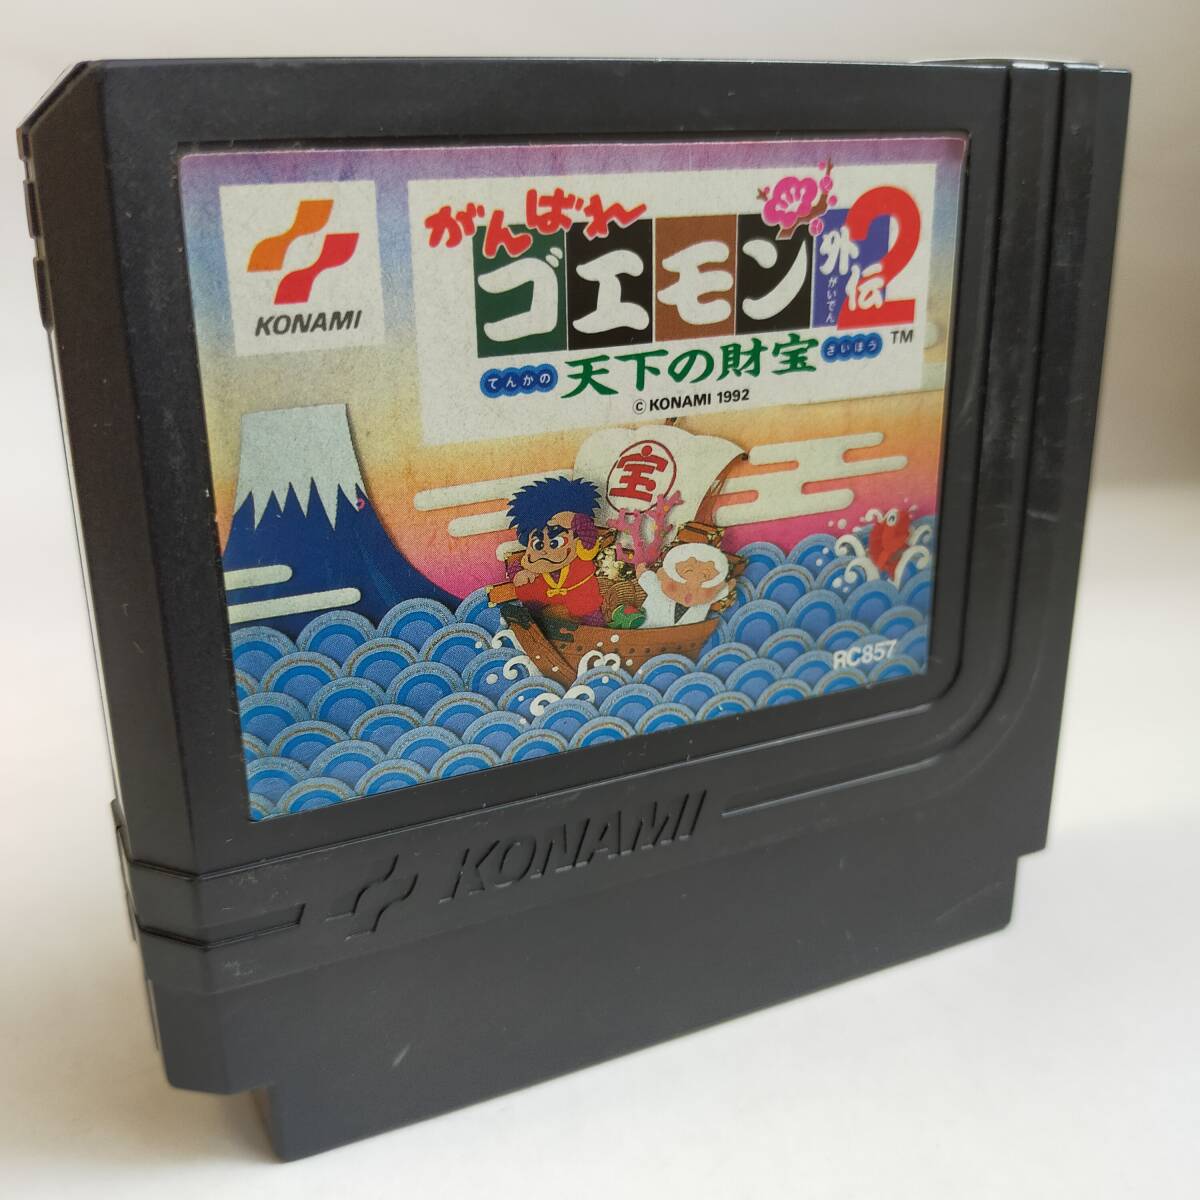 KONAMI
がんばれ
ゴエモン外伝2
がいでん
TM
てんかの 天下の財宝 ざいほう
© KONAMI 1992
宝
RC857
KONAMI